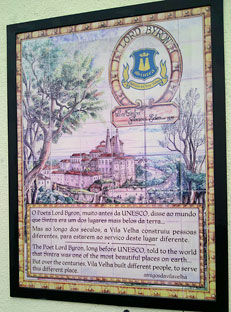 LORD BYRON
O Poeta Lord Byron, muito antes da UNESCO, disse ao mundo
que Sintra era um dos lugares mais belos da terra...
Mas ao longo dos seculos, a Vila Velha construiu pessoas
diferentes, para estarem ao serviço deste lugar diferente.
The Poet Lord Byron, long before UNESCO, told to the world
that Sintra was one of the most beautiful places on earth...
But over the centuries, Vila Velha built different people, to serve
this different place.
amigosdavilavelha